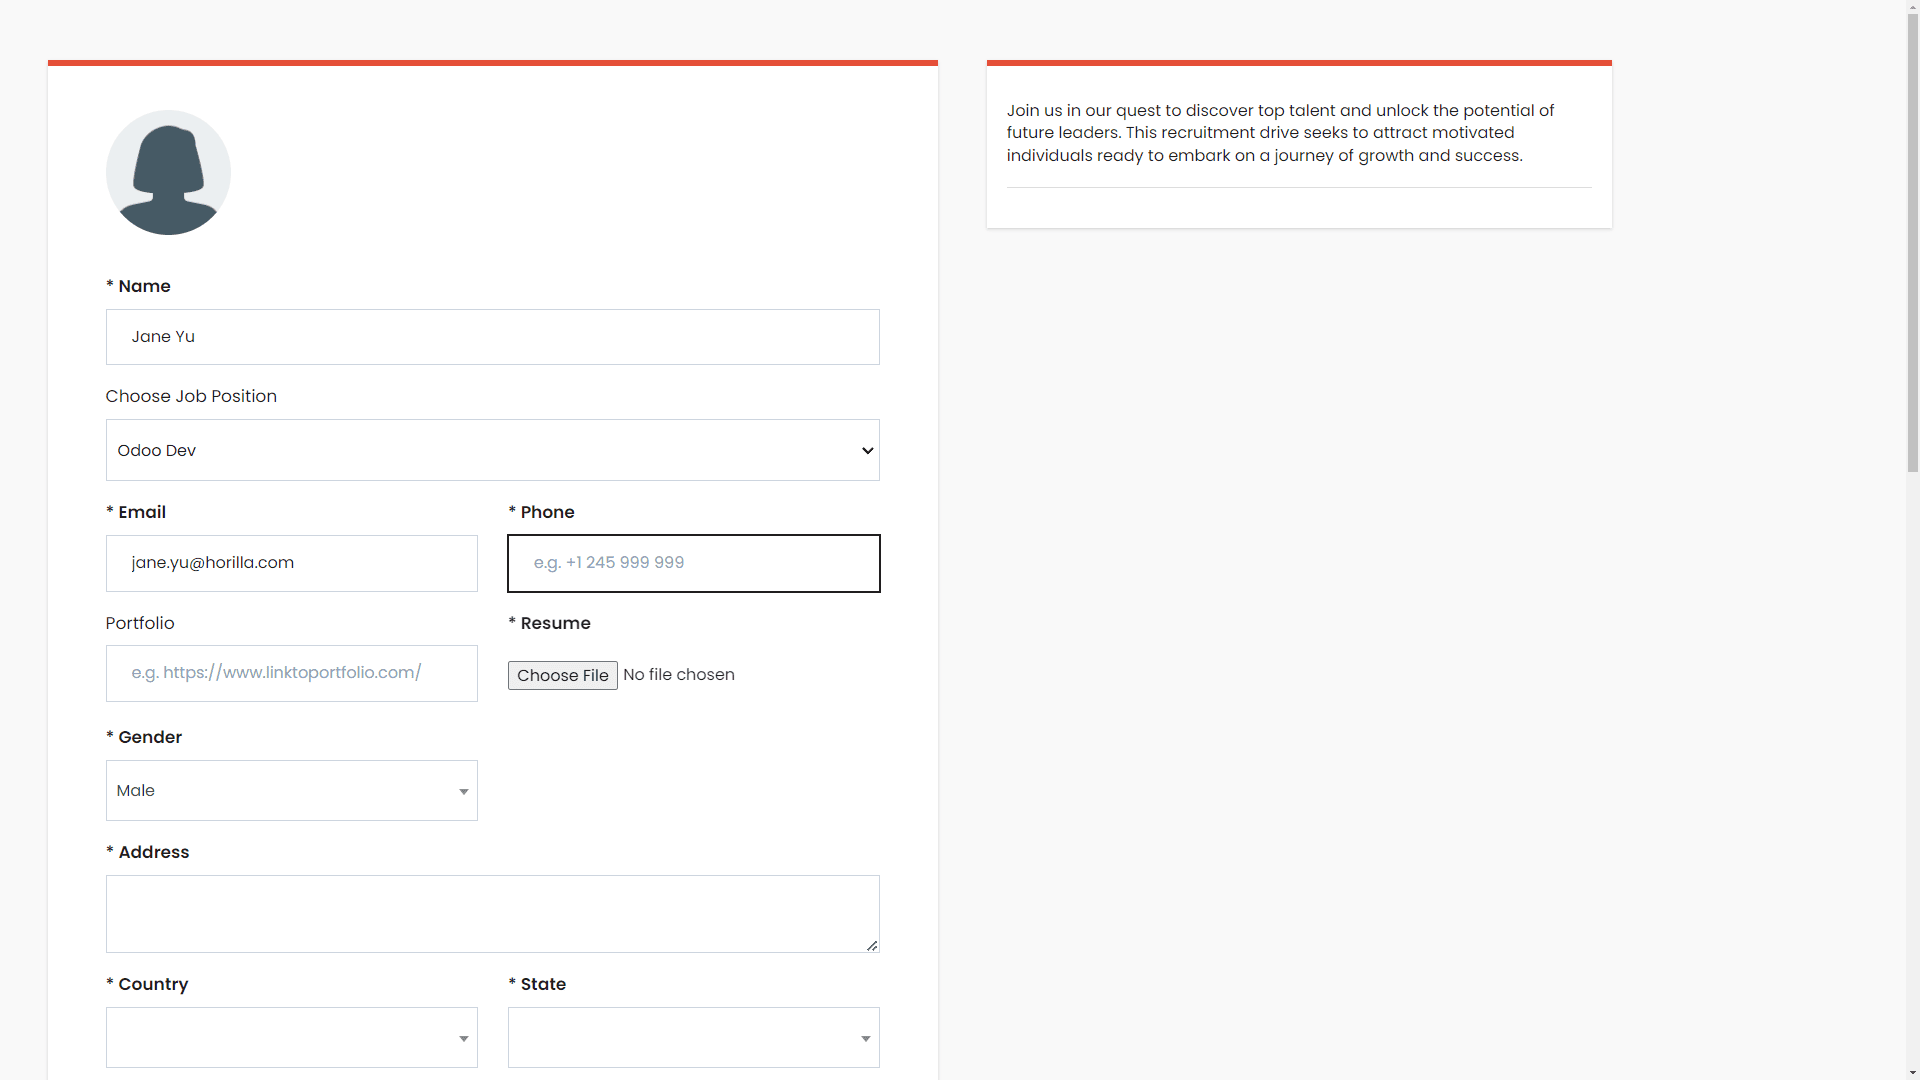 * Name
Jane Yu
Choose Job Position
Odoo Dev
* Email
jane.yu@horilla.com
* Phone
e.g. +1 245 999 999
Portfolio
e.g. https://www.linktoportfolio.com/
* Resume
Choose File No file chosen
* Gender
Male
* Address
* Country
* State
Join us in our quest to discover top talent and unlock the potential of
future leaders. This recruitment drive seeks to attract motivated
individuals ready to embark on a journey of growth and success.